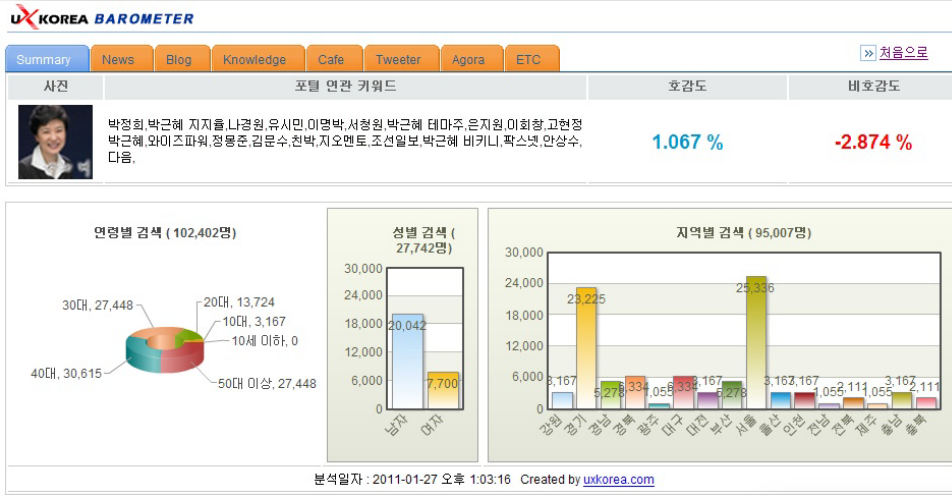 UXKOREA BAROMETER
Summary News Blog Knowledge Cafe Tweeter Agora ETC
» 처음으로
사진 포털 연관 키워드 호감도 비호감도
박정희,박근혜 지지율,나경원,유시민,이명박,서청원,박근혜 테마주,은지원,이회창,고현정
박근혜,와이즈파워,정몽준,김문수,친박,지오멘토,조선일보,박근혜 비키니,팍스넷,안상수,
다음,
1.067 %
-2.874 %
연령별 검색 ( 102,402명)
30대, 27,448
20대, 13,724
10대, 3,167
10세 이하, 0
40대, 30,615
50대 이상, 27,448
성별 검색 (
27,742명)
30,000
24,000
18,000
12,000
6,000
0
20,042
7,700
남자 여자
지역별 검색 ( 95,007명)
30,000
24,000
18,000
12,000
6,000
0
3,167 23,225 5,278 6,334 1,055 6,334 3,167 5,278 25,336 3,167 3,167 1,055 2,111 1,055 3,167 2,111
강원 경기 경남 경북 광주 대구 대전 부산 서울 울산 인천 전남 전북 제주 충남 충북
분석일자 : 2011-01-27 오후 1:03:16 Created by uxkorea.com